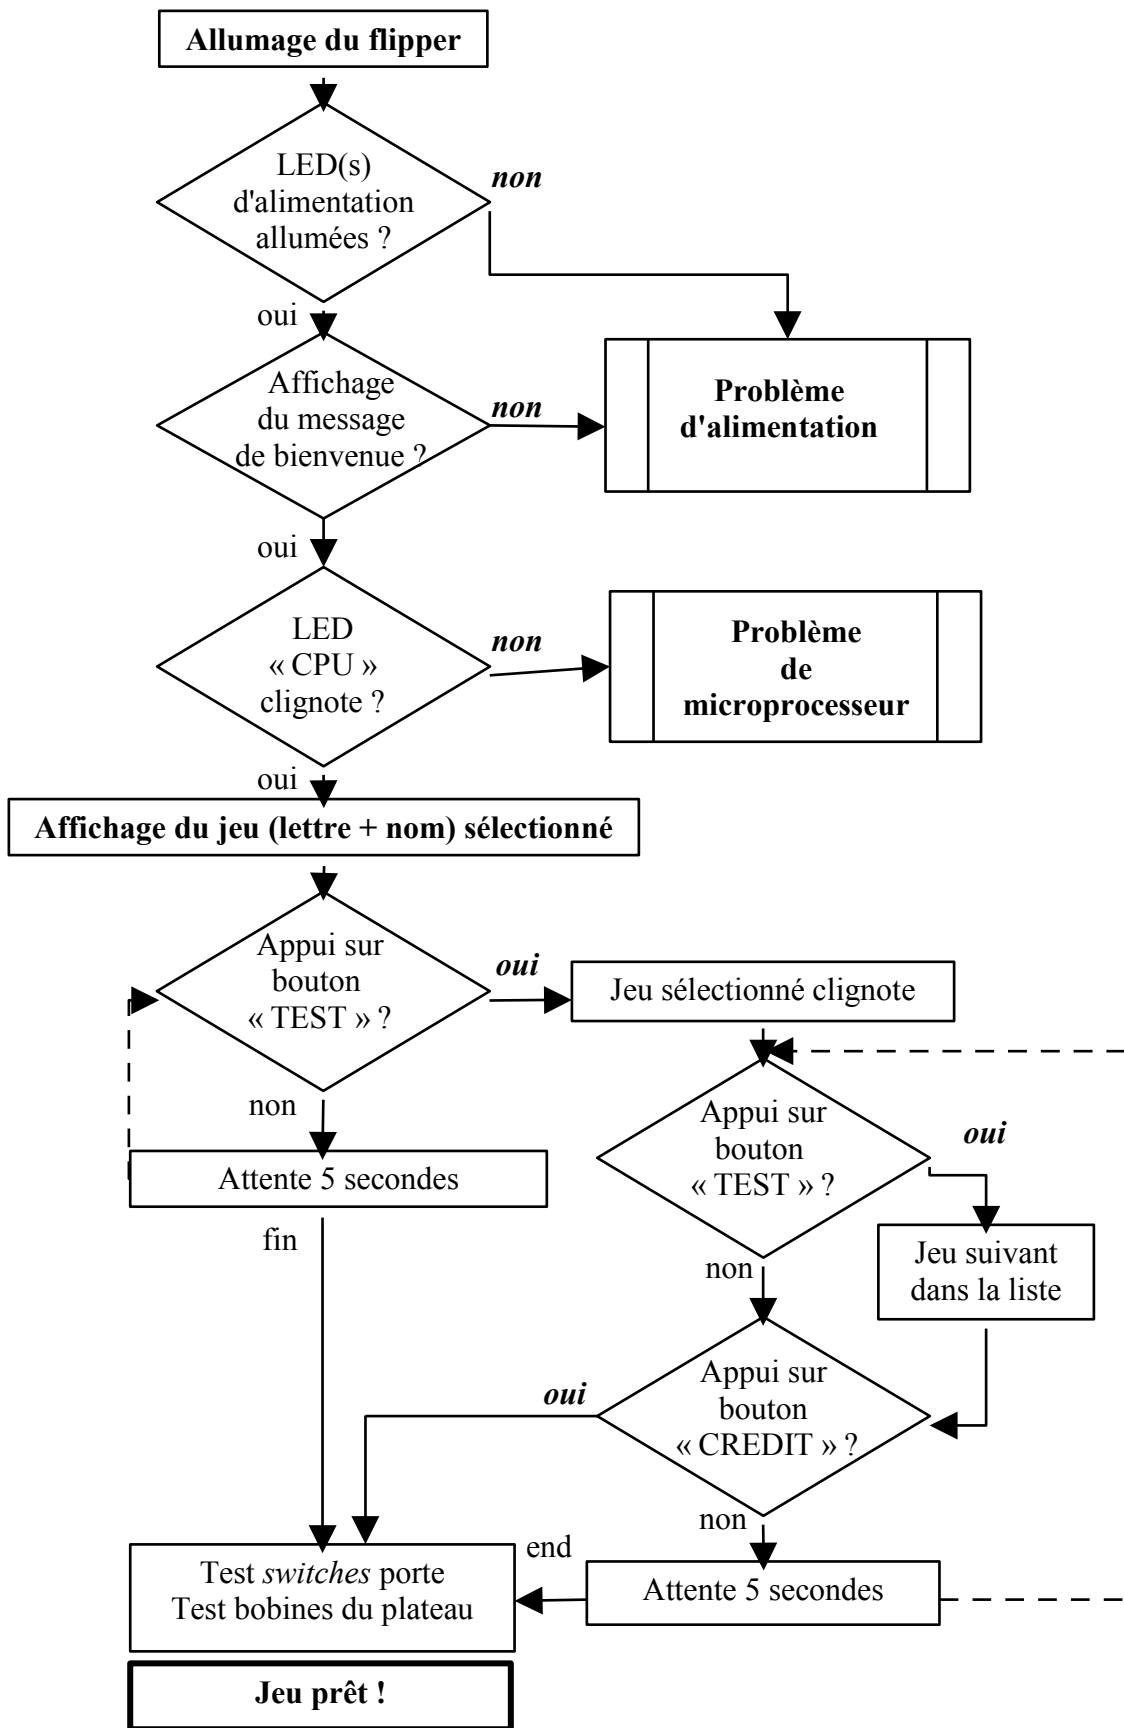 Allumage du flipper
LED(s)
d'alimentation
allumées ?
non
oui
Affichage
du message
de bienvenue ?
non
Problème
d'alimentation
oui
LED
« CPU »
clignote ?
non
Problème
de
microprocesseur
oui
Affichage du jeu (lettre + nom) sélectionné
Appui sur
bouton
« TEST » ?
oui
Jeu sélectionné clignote
non
Attente 5 secondes
fin
Appui sur
bouton
« TEST » ?
oui
Jeu suivant
dans la liste
non
Appui sur
bouton
« CREDIT » ?
oui
non
Attente 5 secondes
end
Test switches porte
Test bobines du plateau
Jeu prêt !